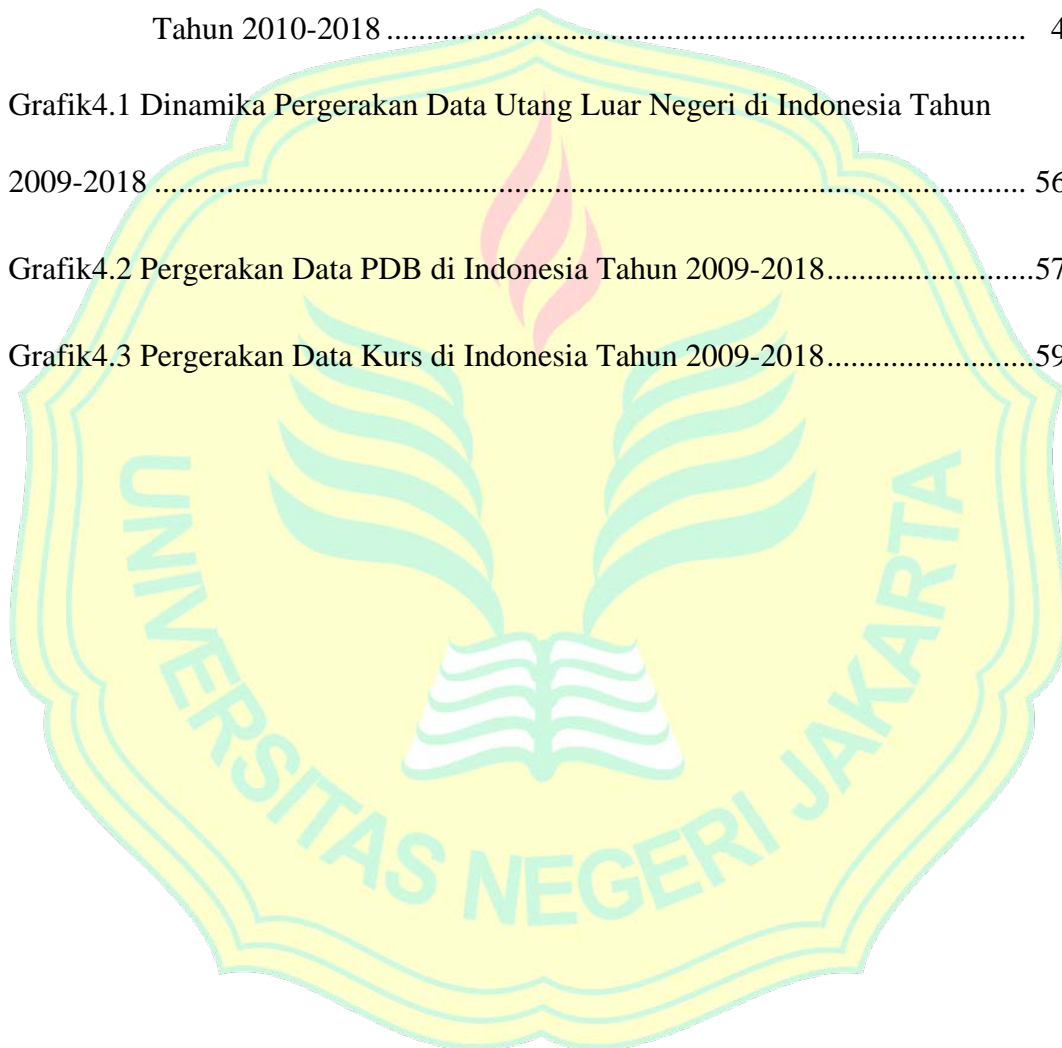 Tahun 2010-2018 ............................................................................... 4
Grafik4.1 Dinamika Pergerakan Data Utang Luar Negeri di Indonesia Tahun
2009-2018 ........................................................................................................... 56
Grafik4.2 Pergerakan Data PDB di Indonesia Tahun 2009-2018.........................57
Grafik4.3 Pergerakan Data Kurs di Indonesia Tahun 2009-2018.........................59
UNIVERSITAS NEGERI JAKARTA